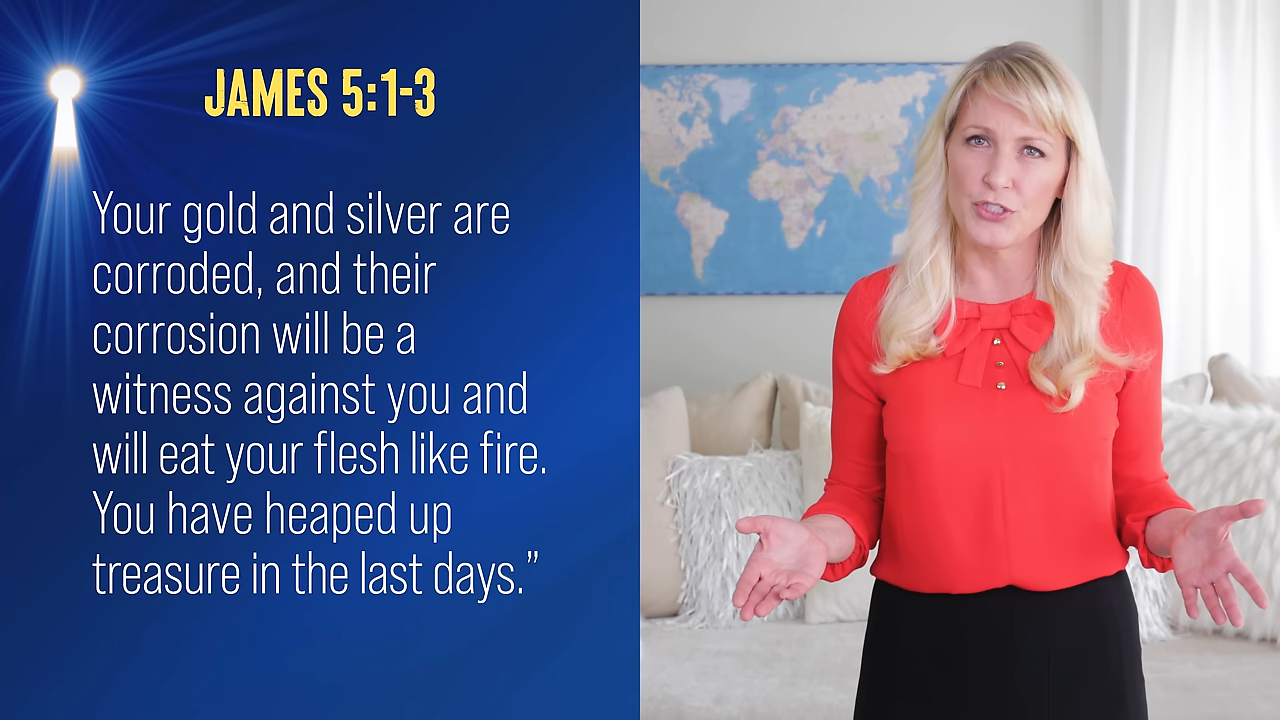 JAMES 5:1-3
Your gold and silver are
corroded, and their
corrosion will be a
witness against you and
will eat your flesh like fire.
You have heaped up
treasure in the last days.”